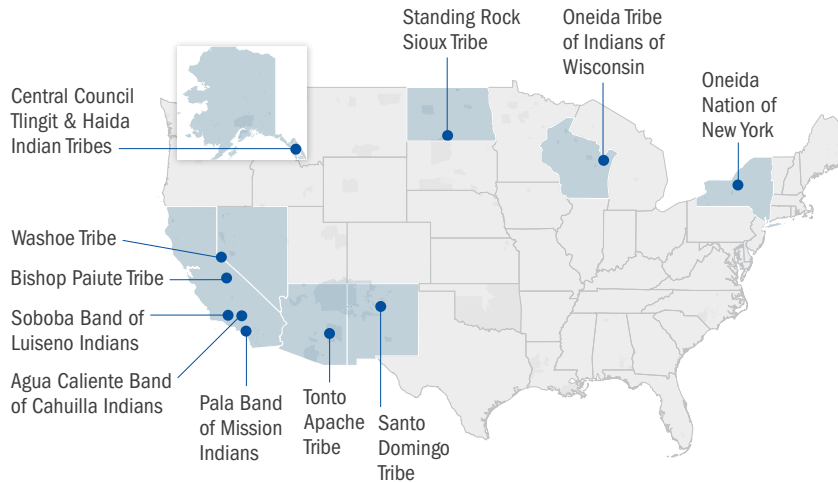 Standing Rock
Sioux Tribe
Oneida Tribe
of Indians of
Wisconsin
Oneida
Nation of
New York
Central Council
Tlingit & Haida
Indian Tribes
Washoe Tribe
Bishop Paiute Tribe
Soboba Band of
Luiseno Indians
Agua Caliente Band
of Cahuilla Indians
Pala Band
of Mission
Indians
Tonto
Apache
Tribe
Santo
Domingo
Tribe